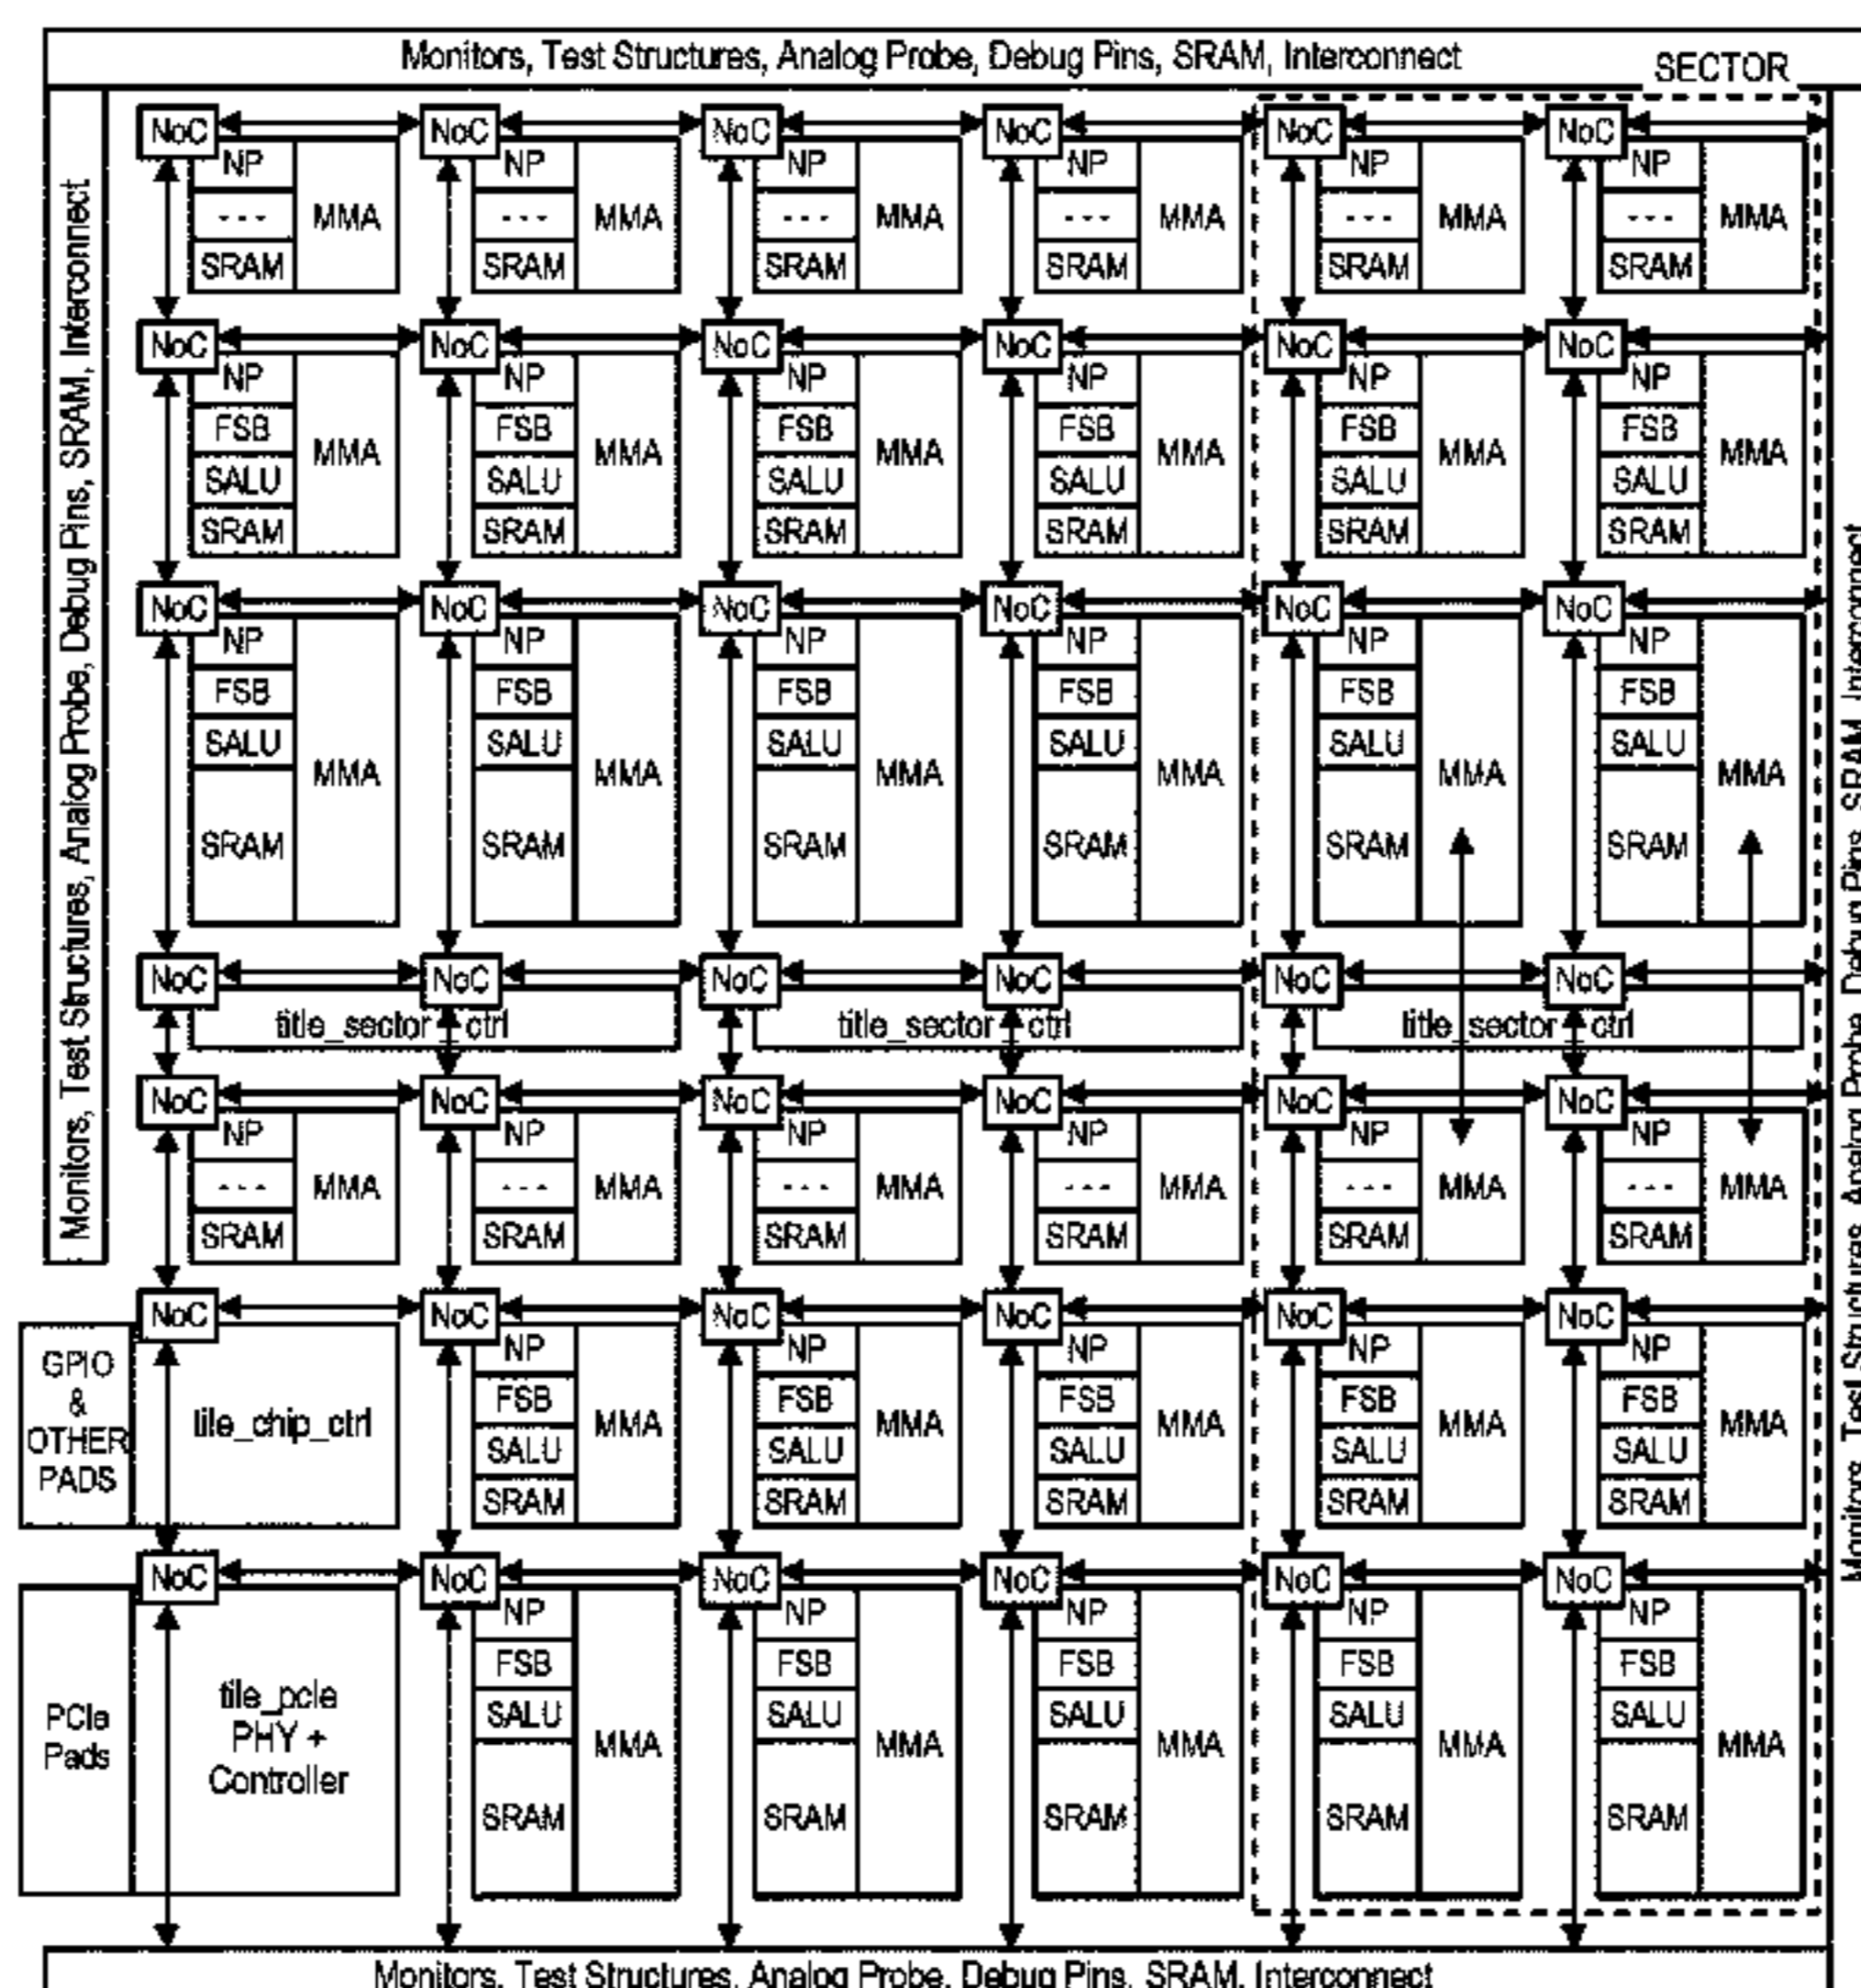 Monitors, Test Structures, Analog Probe, Debug Pins, SRAM, Interconnect
SECTOR
Monitors, Test Structures, Analog Probe, Debug Pins, SRAM, Interconnect
NoC NoC NoC NoC NoC NoC
NP NP NP NP NP NP
--- MMA --- MMA --- MMA --- MMA --- MMA --- MMA
SRAM SRAM SRAM SRAM SRAM SRAM
NoC NoC NoC NoC NoC NoC
NP NP NP NP NP NP
FSB MMA FSB MMA FSB MMA FSB MMA FSB MMA FSB MMA
SALU SALU SALU SALU SALU SALU
SRAM SRAM SRAM SRAM SRAM SRAM
NoC NoC NoC NoC NoC NoC
NP NP NP NP NP NP
FSB FSB FSB FSB FSB FSB
SALU MMA SALU MMA SALU MMA SALU MMA SALU MMA SALU MMA
SRAM SRAM SRAM SRAM SRAM SRAM
NoC NoC NoC NoC NoC NoC
title_sector_ctrl title_sector_ctrl title_sector_ctrl
NoC NoC NoC NoC NoC NoC
NP NP NP NP NP NP
--- MMA --- MMA --- MMA --- MMA --- MMA --- MMA
SRAM SRAM SRAM SRAM SRAM SRAM
NoC NoC NoC NoC NoC NoC
GPIO
&
OTHER
PADS
tile_chip_ctrl
NP NP NP NP NP
FSB MMA FSB MMA FSB MMA FSB MMA FSB MMA
SALU SALU SALU SALU SALU
SRAM SRAM SRAM SRAM SRAM
NoC NoC NoC NoC NoC NoC
PCIe
Pads
tile_pcle
PHY +
Controller
NP NP NP NP NP
FSB FSB FSB FSB FSB
SALU MMA SALU MMA SALU MMA SALU MMA SALU MMA
SRAM SRAM SRAM SRAM SRAM
Monitors, Test Structures, Analog Probe, Debug Pins, SRAM, Interconnect
Monitors, Test Structures, Analog Probe, Debug Pins, SRAM, Interconnect